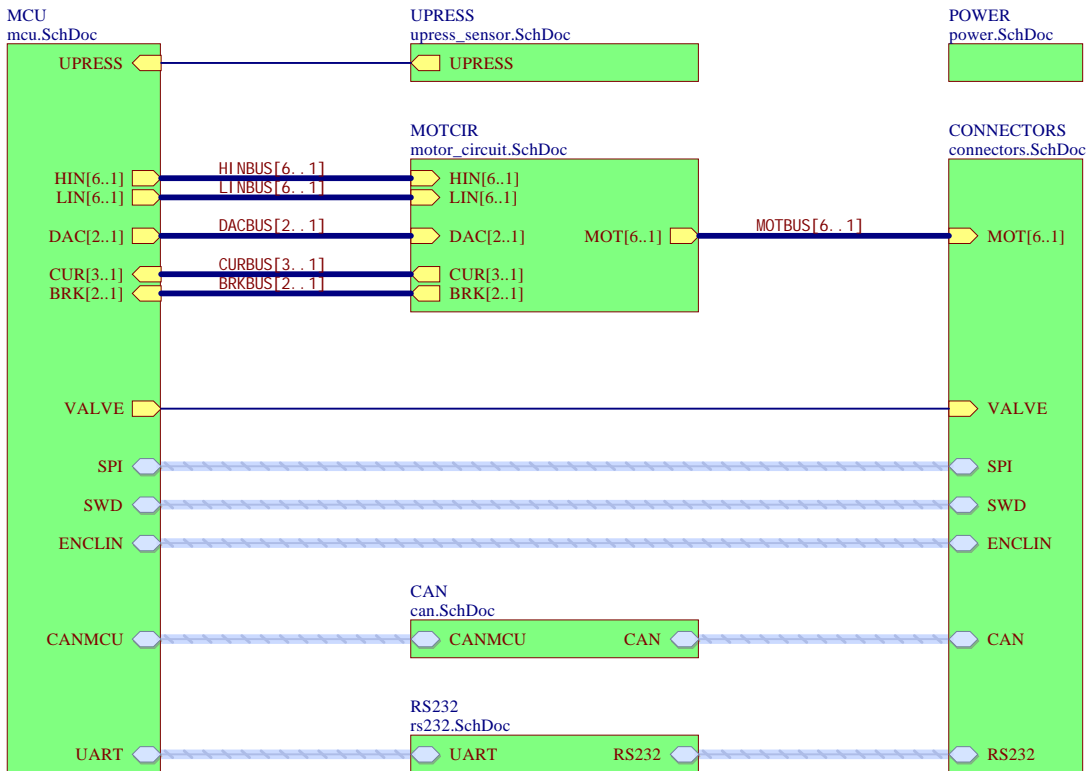 MCU
mcu.SchDoc
UPRESS
upress_sensor.SchDoc
POWER
power.SchDoc
UPRESS
UPRESS
MOTCIR
motor_circuit.SchDoc
CONNECTORS
connectors.SchDoc
HIN[6..1]
HINBUS[6..1]
HIN[6..1]
LIN[6..1]
LINBUS[6..1]
LIN[6..1]
DAC[2..1]
DACBUS[2..1]
DAC[2..1]
MOT[6..1]
MOTBUS[6..1]
MOT[6..1]
CUR[3..1]
CURBUS[3..1]
CUR[3..1]
BRK[2..1]
BRKBUS[2..1]
BRK[2..1]
VALVE
VALVE
SPI
SPI
SWD
SWD
ENCLIN
ENCLIN
CAN
can.SchDoc
CANMCU
CANMCU
CAN
CAN
RS232
rs232.SchDoc
UART
UART
RS232
RS232